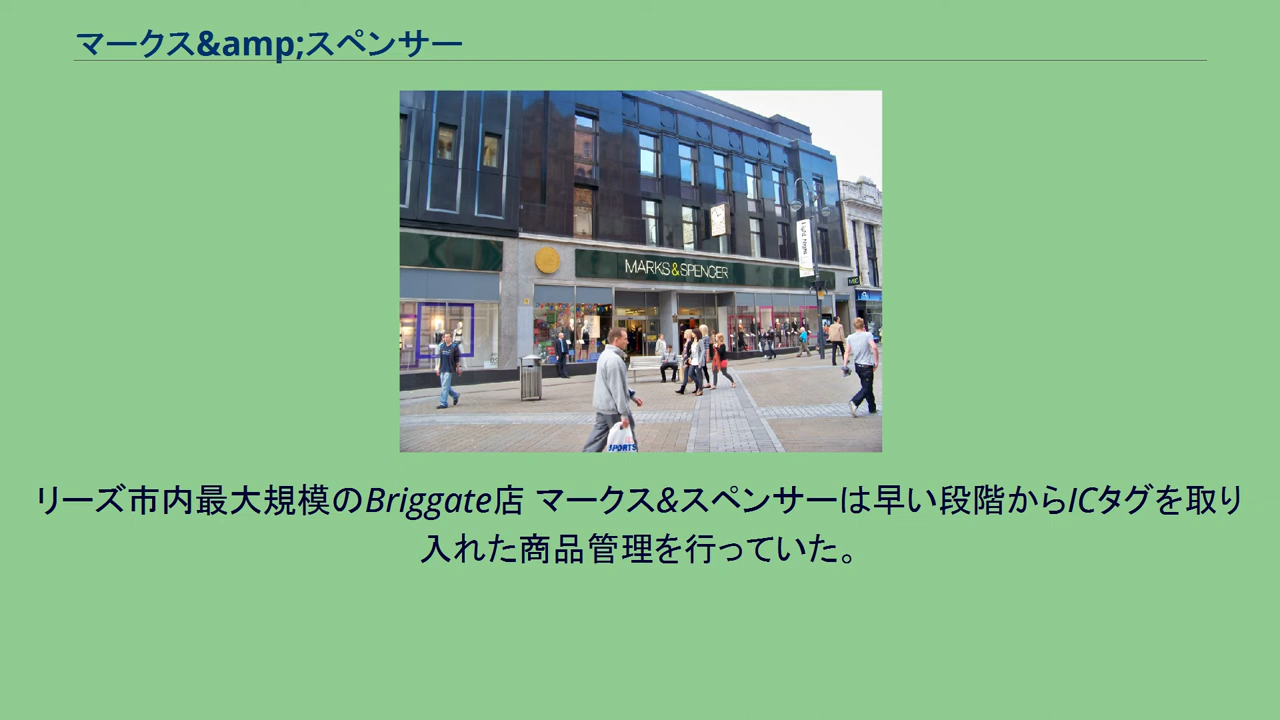 マークス&amp;スペンサー
MARKS&SPENCER
SPORTS
リーズ市内最大規模のBriggate店 マークス&スペンサーは早い段階からICタグを取り
入れた商品管理を行っていた。